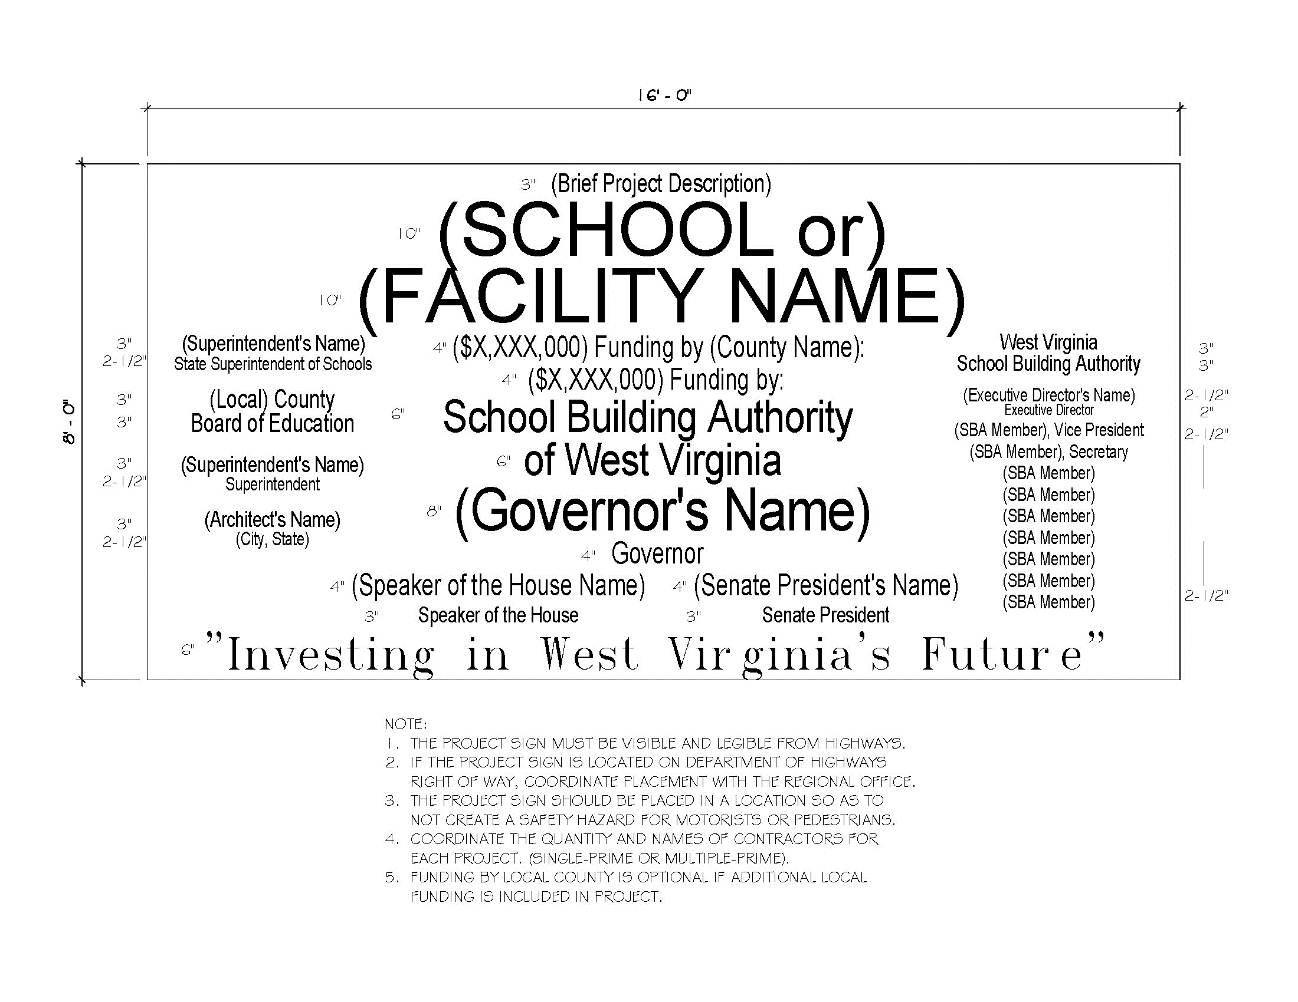 16' - 0"
8' - 0"
3" (Brief Project Description)
10" (SCHOOL or)
10" (FACILITY NAME)
3" (Superintendent's Name)
2-1/2" State Superintendent of Schools
3" (Local) County
3" Board of Education
3" (Superintendent's Name)
2-1/2" Superintendent
3" (Architect's Name)
2-1/2" (City, State)
4" ($X,XXX,000) Funding by (County Name):
4" ($X,XXX,000) Funding by:
6" School Building Authority
6" of West Virginia
8" (Governor's Name)
4" Governor
4" (Speaker of the House Name) 4" (Senate President's Name)
3" Speaker of the House 3" Senate President
West Virginia 3"
School Building Authority 3"
(Executive Director's Name) 2-1/2"
Executive Director 2"
(SBA Member), Vice President 2-1/2"
(SBA Member), Secretary
(SBA Member)
(SBA Member)
(SBA Member)
(SBA Member)
(SBA Member)
(SBA Member)
(SBA Member) 2-1/2"
6" "Investing in West Virginia's Future"
NOTE:
1. THE PROJECT SIGN MUST BE VISIBLE AND LEGIBLE FROM HIGHWAYS.
2. IF THE PROJECT SIGN IS LOCATED ON DEPARTMENT OF HIGHWAYS
RIGHT OF WAY, COORDINATE PLACEMENT WITH THE REGIONAL OFFICE.
3. THE PROJECT SIGN SHOULD BE PLACED IN A LOCATION SO AS TO
NOT CREATE A SAFETY HAZARD FOR MOTORISTS OR PEDESTRIANS.
4. COORDINATE THE QUANTITY AND NAMES OF CONTRACTORS FOR
EACH PROJECT. (SINGLE-PRIME OR MULTIPLE-PRIME).
5. FUNDING BY LOCAL COUNTY IS OPTIONAL IF ADDITIONAL LOCAL
FUNDING IS INCLUDED IN PROJECT.